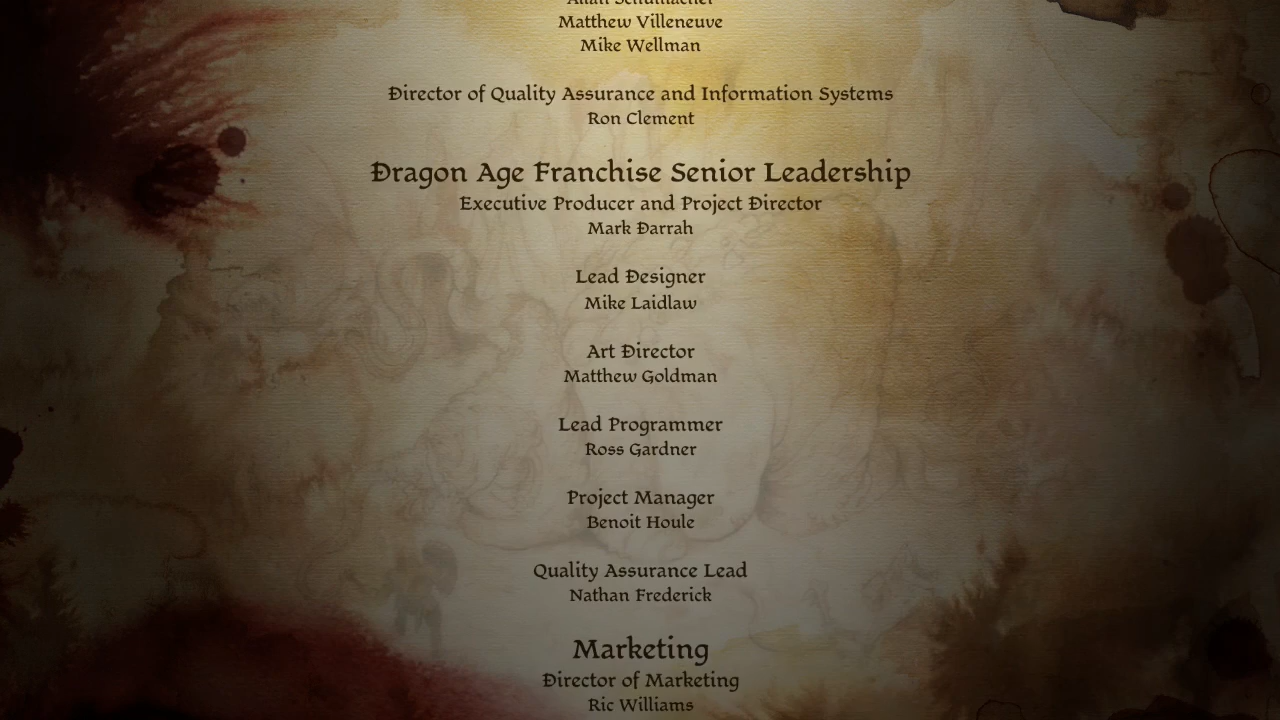 Allan Schumacher
Matthew Villeneuve
Mike Wellman
Director of Quality Assurance and Information Systems
Ron Clement
Dragon Age Franchise Senior Leadership
Executive Producer and Project Director
Mark Darrah
Lead Designer
Mike Laidlaw
Art Director
Matthew Goldman
Lead Programmer
Ross Gardner
Project Manager
Benoit Houle
Quality Assurance Lead
Nathan Frederick
Marketing
Director of Marketing
Ric Williams